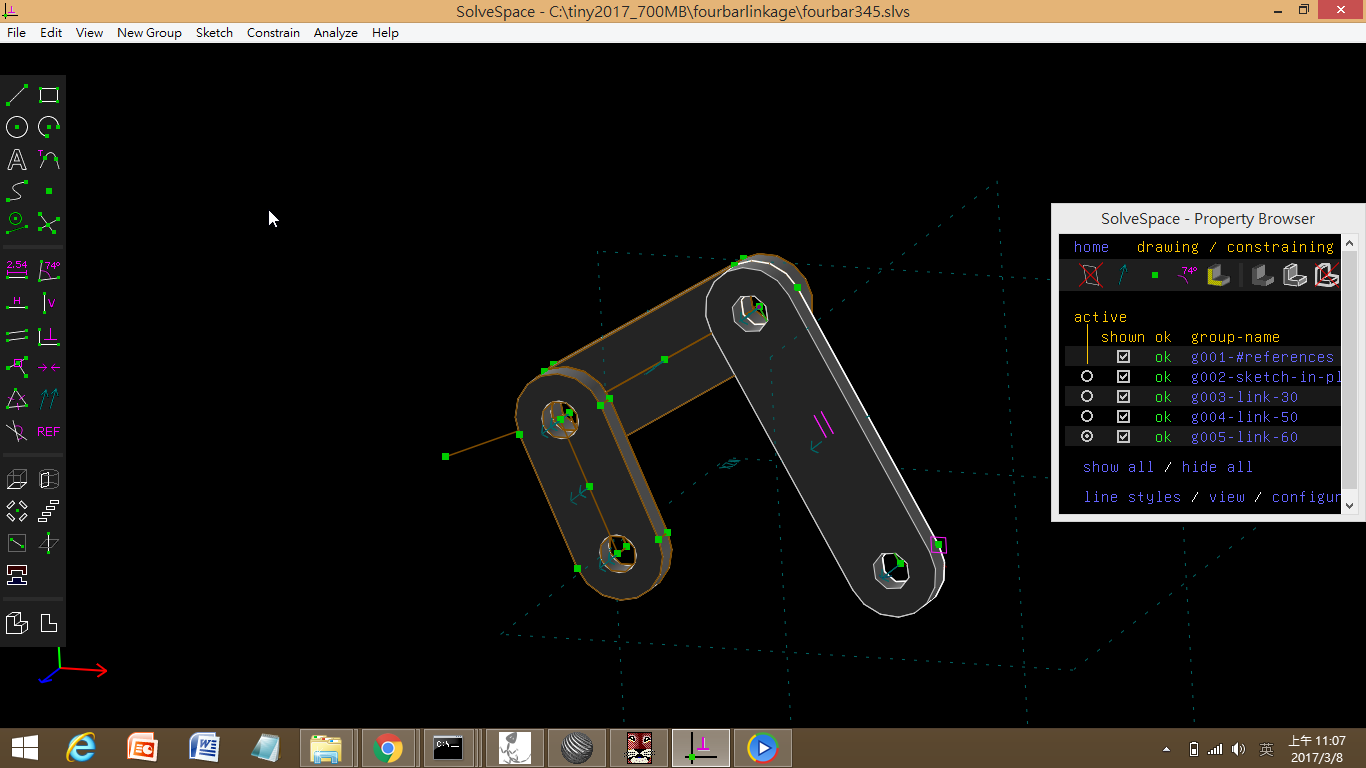 SolveSpace - C:\tiny2017_700MB\fourbarlinkage\fourbar345.slvs
File Edit View New Group Sketch Constrain Analyze Help
SolveSpace - Property Browser
home drawing / constraining
active
shown ok group-name
ok g001-#references
ok g002-sketch-in-pl
ok g003-link-30
ok g004-link-50
ok g005-link-60
show all / hide all
line styles / view / configur
A T
2.54 74°
H V
REF
74°
C:\_
英
上午 11:07
2017/3/8